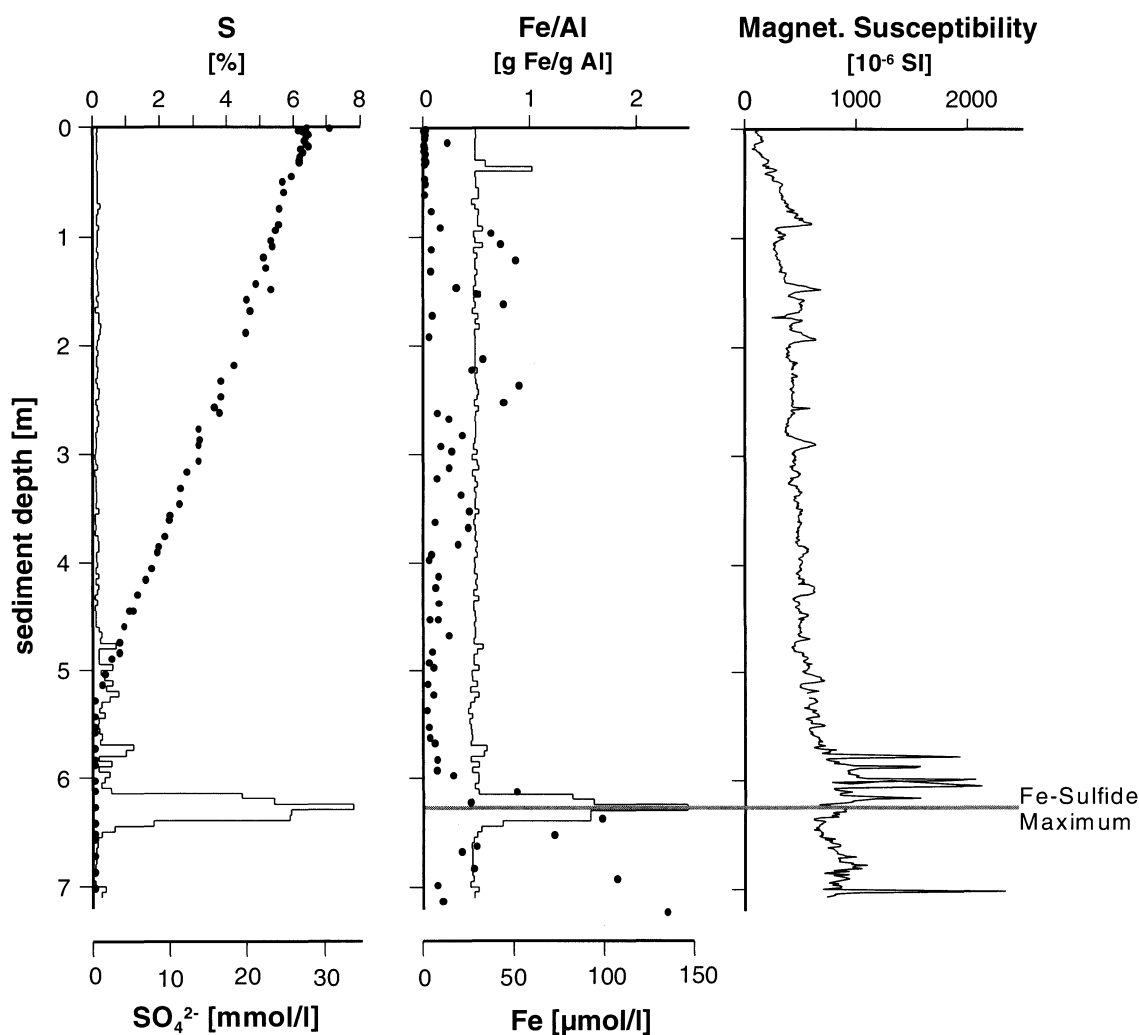 S
[%]
0 2 4 6 8
Fe/Al
[g Fe/g Al]
0 1 2
Magnet. Susceptibility
[10⁻⁶ SI]
0 1000 2000
sediment depth [m]
0
1
2
3
4
5
6
7
Fe-Sulfide
Maximum
0 10 20 30
SO₄²⁻ [mmol/l]
0 50 100 150
Fe [µmol/l]